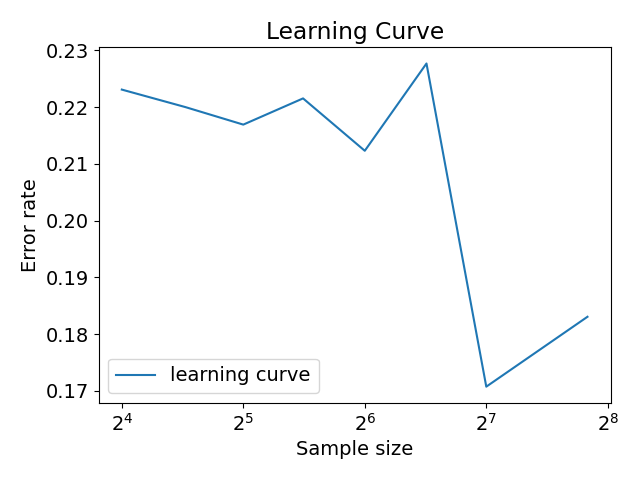 Learning Curve
0.23
0.22
0.21
0.20
0.19
0.18
0.17
Error rate
learning curve
2⁴ 2⁵ 2⁶ 2⁷ 2⁸
Sample size